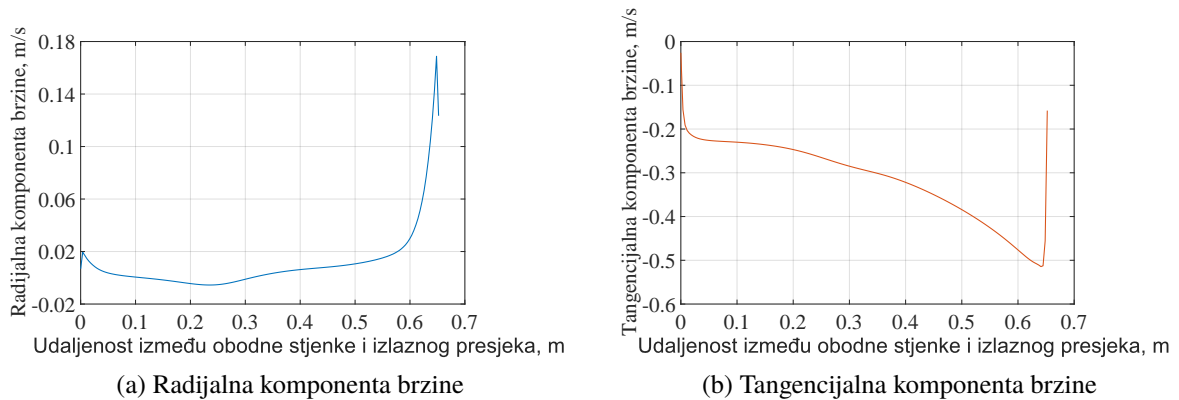 Radijalna komponenta brzine, m/s
0.18
0.14
0.1
0.06
0.02
-0.02
0 0.1 0.2 0.3 0.4 0.5 0.6 0.7
Udaljenost između obodne stjenke i izlaznog presjeka, m
(a) Radijalna komponenta brzine
Tangencijalna komponenta brzine, m/s
0
-0.1
-0.2
-0.3
-0.4
-0.5
-0.6
0 0.1 0.2 0.3 0.4 0.5 0.6 0.7
Udaljenost između obodne stjenke i izlaznog presjeka, m
(b) Tangencijalna komponenta brzine